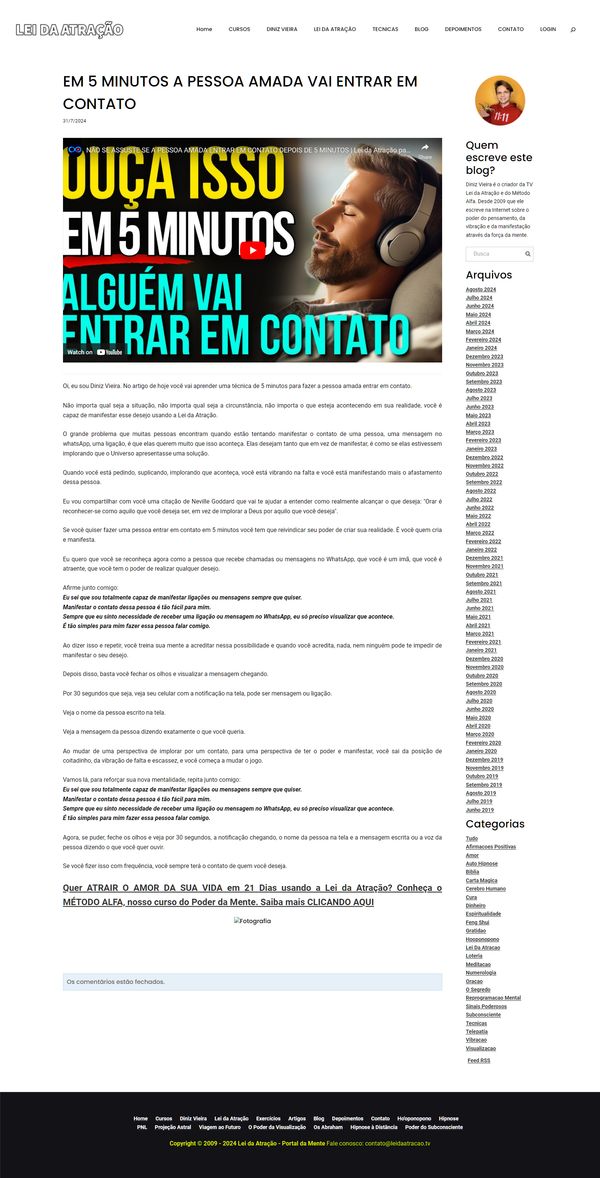 LEI DA ATRAÇÃO
Home CURSOS DINIZ VIEIRA LEI DA ATRAÇÃO TECNICAS BLOG DEPOIMENTOS CONTATO LOGIN
EM 5 MINUTOS A PESSOA AMADA VAI ENTRAR EM
CONTATO
31/7/2024
NÃO SE ASSUSTE SE A PESSOA AMADA ENTRAR EM CONTATO DEPOIS DE 5 MINUTOS | Lei da Atração pa...
Share
OUÇA ISSO
EM 5 MINUTOS
ALGUÉM VAI
ENTRAR EM CONTATO
Watch on YouTube
Oi, eu sou Diniz Vieira. No artigo de hoje você vai aprender uma técnica de 5 minutos para fazer a pessoa amada entrar em contato.
Não importa qual seja a situação, não importa qual seja a circunstância, não importa o que esteja acontecendo em sua realidade, você é
capaz de manifestar esse desejo usando a Lei da Atração.
O grande problema que muitas pessoas encontram quando estão tentando manifestar o contato de uma pessoa, uma mensagem no
whatsApp, uma ligação, é que elas querem muito que isso aconteça. Elas desejam tanto que em vez de manifestar, é como se elas estivessem
implorando que o Universo apresentasse uma solução.
Quando você está pedindo, suplicando, implorando que aconteça, você está vibrando na falta e você está manifestando mais o afastamento
dessa pessoa.
Eu vou compartilhar com você uma citação de Neville Goddard que vai te ajudar a entender como realmente alcançar o que deseja: "Orar é
reconhecer-se como aquilo que você deseja ser, em vez de implorar a Deus por aquilo que você deseja".
Se você quiser fazer uma pessoa entrar em contato em 5 minutos você tem que reivindicar seu poder de criar sua realidade. É você quem cria
e manifesta.
Eu quero que você se reconheça agora como a pessoa que recebe chamadas ou mensagens no WhatsApp, que você é um imã, que você é
atraente, que você tem o poder de realizar qualquer desejo.
Afirme junto comigo:
Eu sei que sou totalmente capaz de manifestar ligações ou mensagens sempre que quiser.
Manifestar o contato dessa pessoa é tão fácil para mim.
Sempre que eu sinto necessidade de receber uma ligação ou mensagem no WhatsApp, eu só preciso visualizar que acontece.
É tão simples para mim fazer essa pessoa falar comigo.
Ao dizer isso e repetir, você treina sua mente a acreditar nessa possibilidade e quando você acredita, nada, nem ninguém pode te impedir de
manifestar o seu desejo.
Depois disso, basta você fechar os olhos e visualizar a mensagem chegando.
Por 30 segundos que seja, veja seu celular com a notificação na tela, pode ser mensagem ou ligação.
Veja o nome da pessoa escrito na tela.
Veja a mensagem da pessoa dizendo exatamente o que você queria.
Ao mudar de uma perspectiva de implorar por um contato, para uma perspectiva de ter o poder e manifestar, você sai da posição de
coitadinho, da vibração de falta e escassez, e você começa a mudar o jogo.
Vamos lá, para reforçar sua nova mentalidade, repita junto comigo:
Eu sei que sou totalmente capaz de manifestar ligações ou mensagens sempre que quiser.
Manifestar o contato dessa pessoa é tão fácil para mim.
Sempre que eu sinto necessidade de receber uma ligação ou mensagem no WhatsApp, eu só preciso visualizar que acontece.
É tão simples para mim fazer essa pessoa falar comigo.
Agora, se puder, feche os olhos e veja por 30 segundos, a notificação chegando, o nome da pessoa na tela e a mensagem escrita ou a voz da
pessoa dizendo o que você quer ouvir.
Se você fizer isso com frequência, você sempre terá o contato de quem você deseja.
Quer ATRAIR O AMOR DA SUA VIDA em 21 Dias usando a Lei da Atração? Conheça o
MÉTODO ALFA, nosso curso do Poder da Mente. Saiba mais CLICANDO AQUI
Fotografia
Os comentários estão fechados.
11:11
Quem
escreve este
blog?
Diniz Vieira é o criador da TV
Lei da Atração e do Método
Alfa. Desde 2009 que ele
escreve na Internet sobre o
poder do pensamento, da
vibração e da manifestação
através da força da mente.
Busca
Arquivos
Agosto 2024
Julho 2024
Junho 2024
Maio 2024
Abril 2024
Março 2024
Fevereiro 2024
Janeiro 2024
Dezembro 2023
Novembro 2023
Outubro 2023
Setembro 2023
Agosto 2023
Julho 2023
Junho 2023
Maio 2023
Abril 2023
Março 2023
Fevereiro 2023
Janeiro 2023
Dezembro 2022
Novembro 2022
Outubro 2022
Setembro 2022
Agosto 2022
Julho 2022
Junho 2022
Maio 2022
Abril 2022
Março 2022
Fevereiro 2022
Janeiro 2022
Dezembro 2021
Novembro 2021
Outubro 2021
Setembro 2021
Agosto 2021
Julho 2021
Junho 2021
Maio 2021
Abril 2021
Março 2021
Fevereiro 2021
Janeiro 2021
Dezembro 2020
Novembro 2020
Outubro 2020
Setembro 2020
Agosto 2020
Julho 2020
Junho 2020
Maio 2020
Abril 2020
Março 2020
Fevereiro 2020
Janeiro 2020
Dezembro 2019
Novembro 2019
Outubro 2019
Setembro 2019
Agosto 2019
Julho 2019
Junho 2019
Categorias
Tudo
Afirmacoes Positivas
Amor
Auto Hipnose
Biblia
Carta Magica
Cerebro Humano
Cura
Dinheiro
Espiritualidade
Feng Shui
Gratidao
Hooponopono
Lei Da Atracao
Loteria
Meditacao
Numerologia
Oracao
O Segredo
Reprogramacao Mental
Sinais Poderosos
Subconsciente
Tecnicas
Telepatia
Vibracao
Visualizacao
Feed RSS
Home Cursos Diniz Vieira Lei da Atração Exercícios Artigos Blog Depoimentos Contato Ho'oponopono Hipnose
PNL Projeção Astral Viagem ao Futuro O Poder da Visualização Os Abraham Hipnose à Distância Poder do Subconsciente
Copyright © 2009 - 2024 Lei da Atração - Portal da Mente Fale conosco: contato@leidaatracao.tv